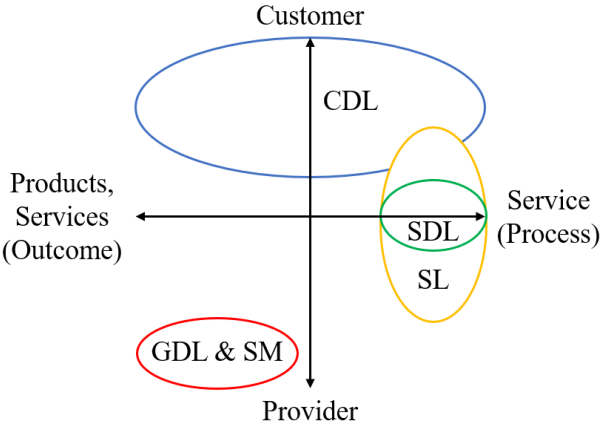 Customer
CDL
Products,
Services
(Outcome)
Service
(Process)
SDL
SL
GDL & SM
Provider